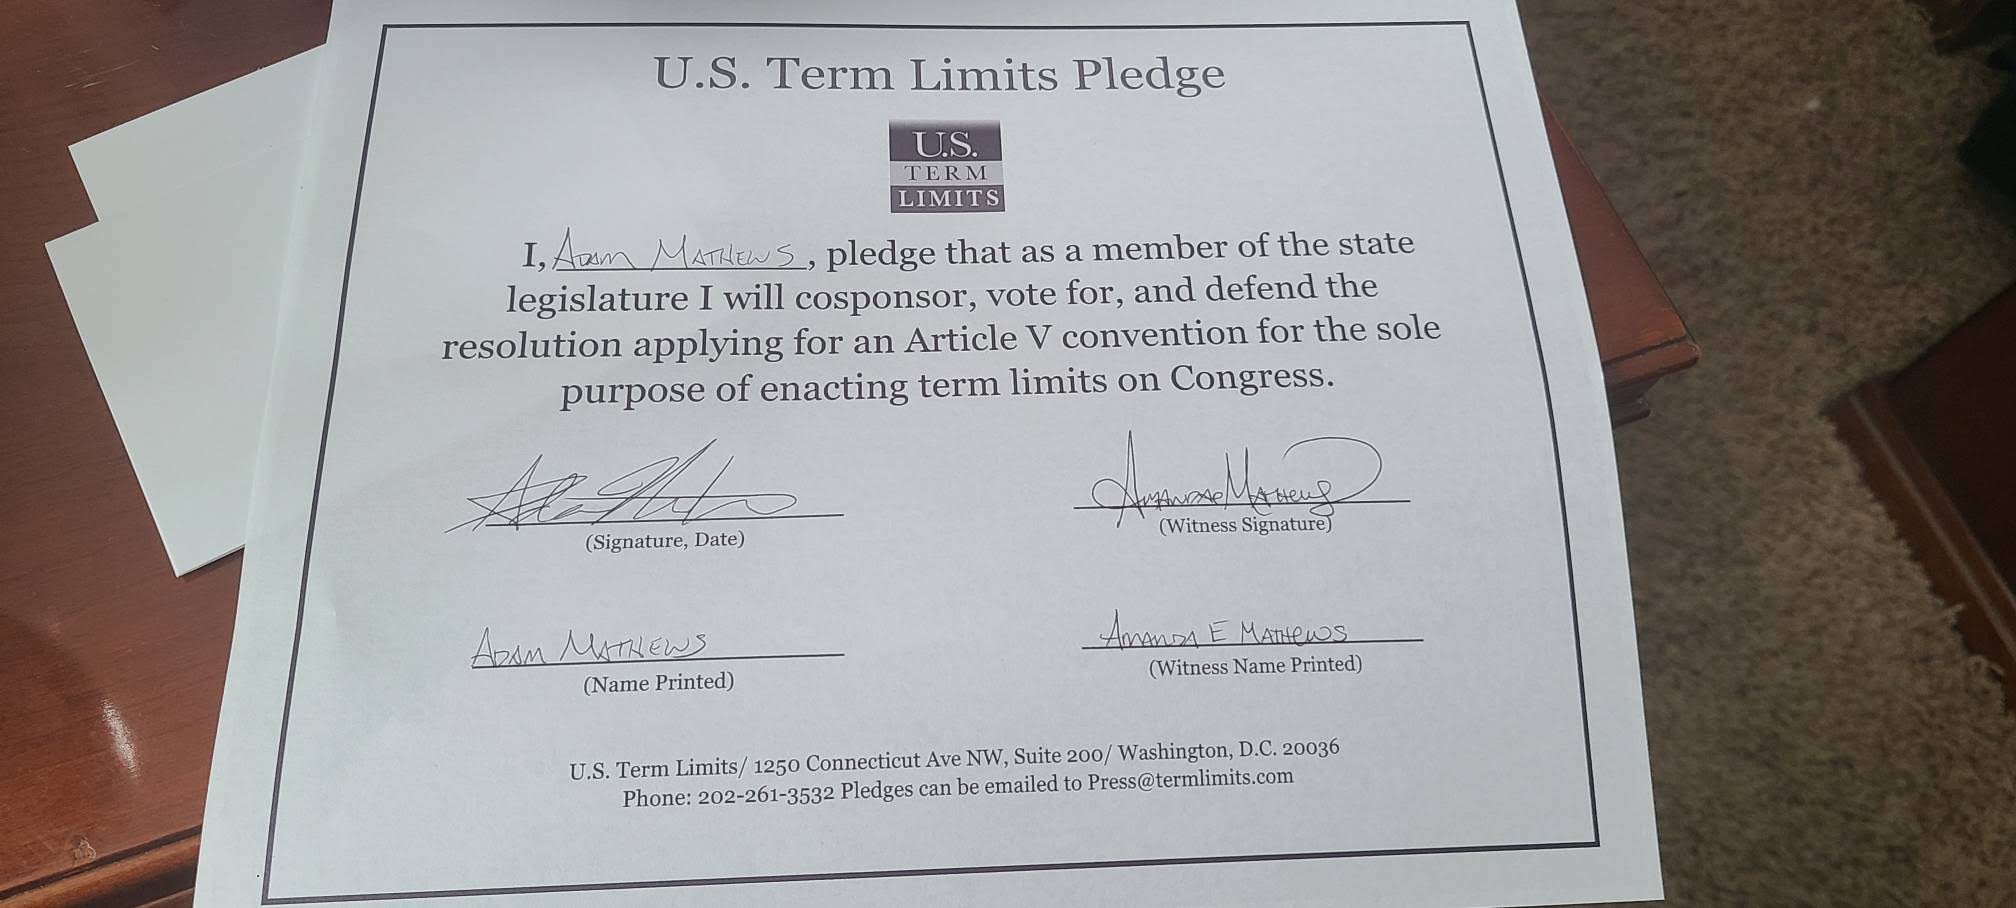 U.S. Term Limits Pledge
U.S.
TERM
LIMITS
I, Adam Mathews, pledge that as a member of the state
legislature I will cosponsor, vote for, and defend the
resolution applying for an Article V convention for the sole
purpose of enacting term limits on Congress.
Amanda Mathews
(Signature, Date)
(Witness Signature)
Adam Mathews
Amanda E Mathews
(Name Printed)
(Witness Name Printed)
U.S. Term Limits/ 1250 Connecticut Ave NW, Suite 200/ Washington, D.C. 20036
Phone: 202-261-3532 Pledges can be emailed to Press@termlimits.com